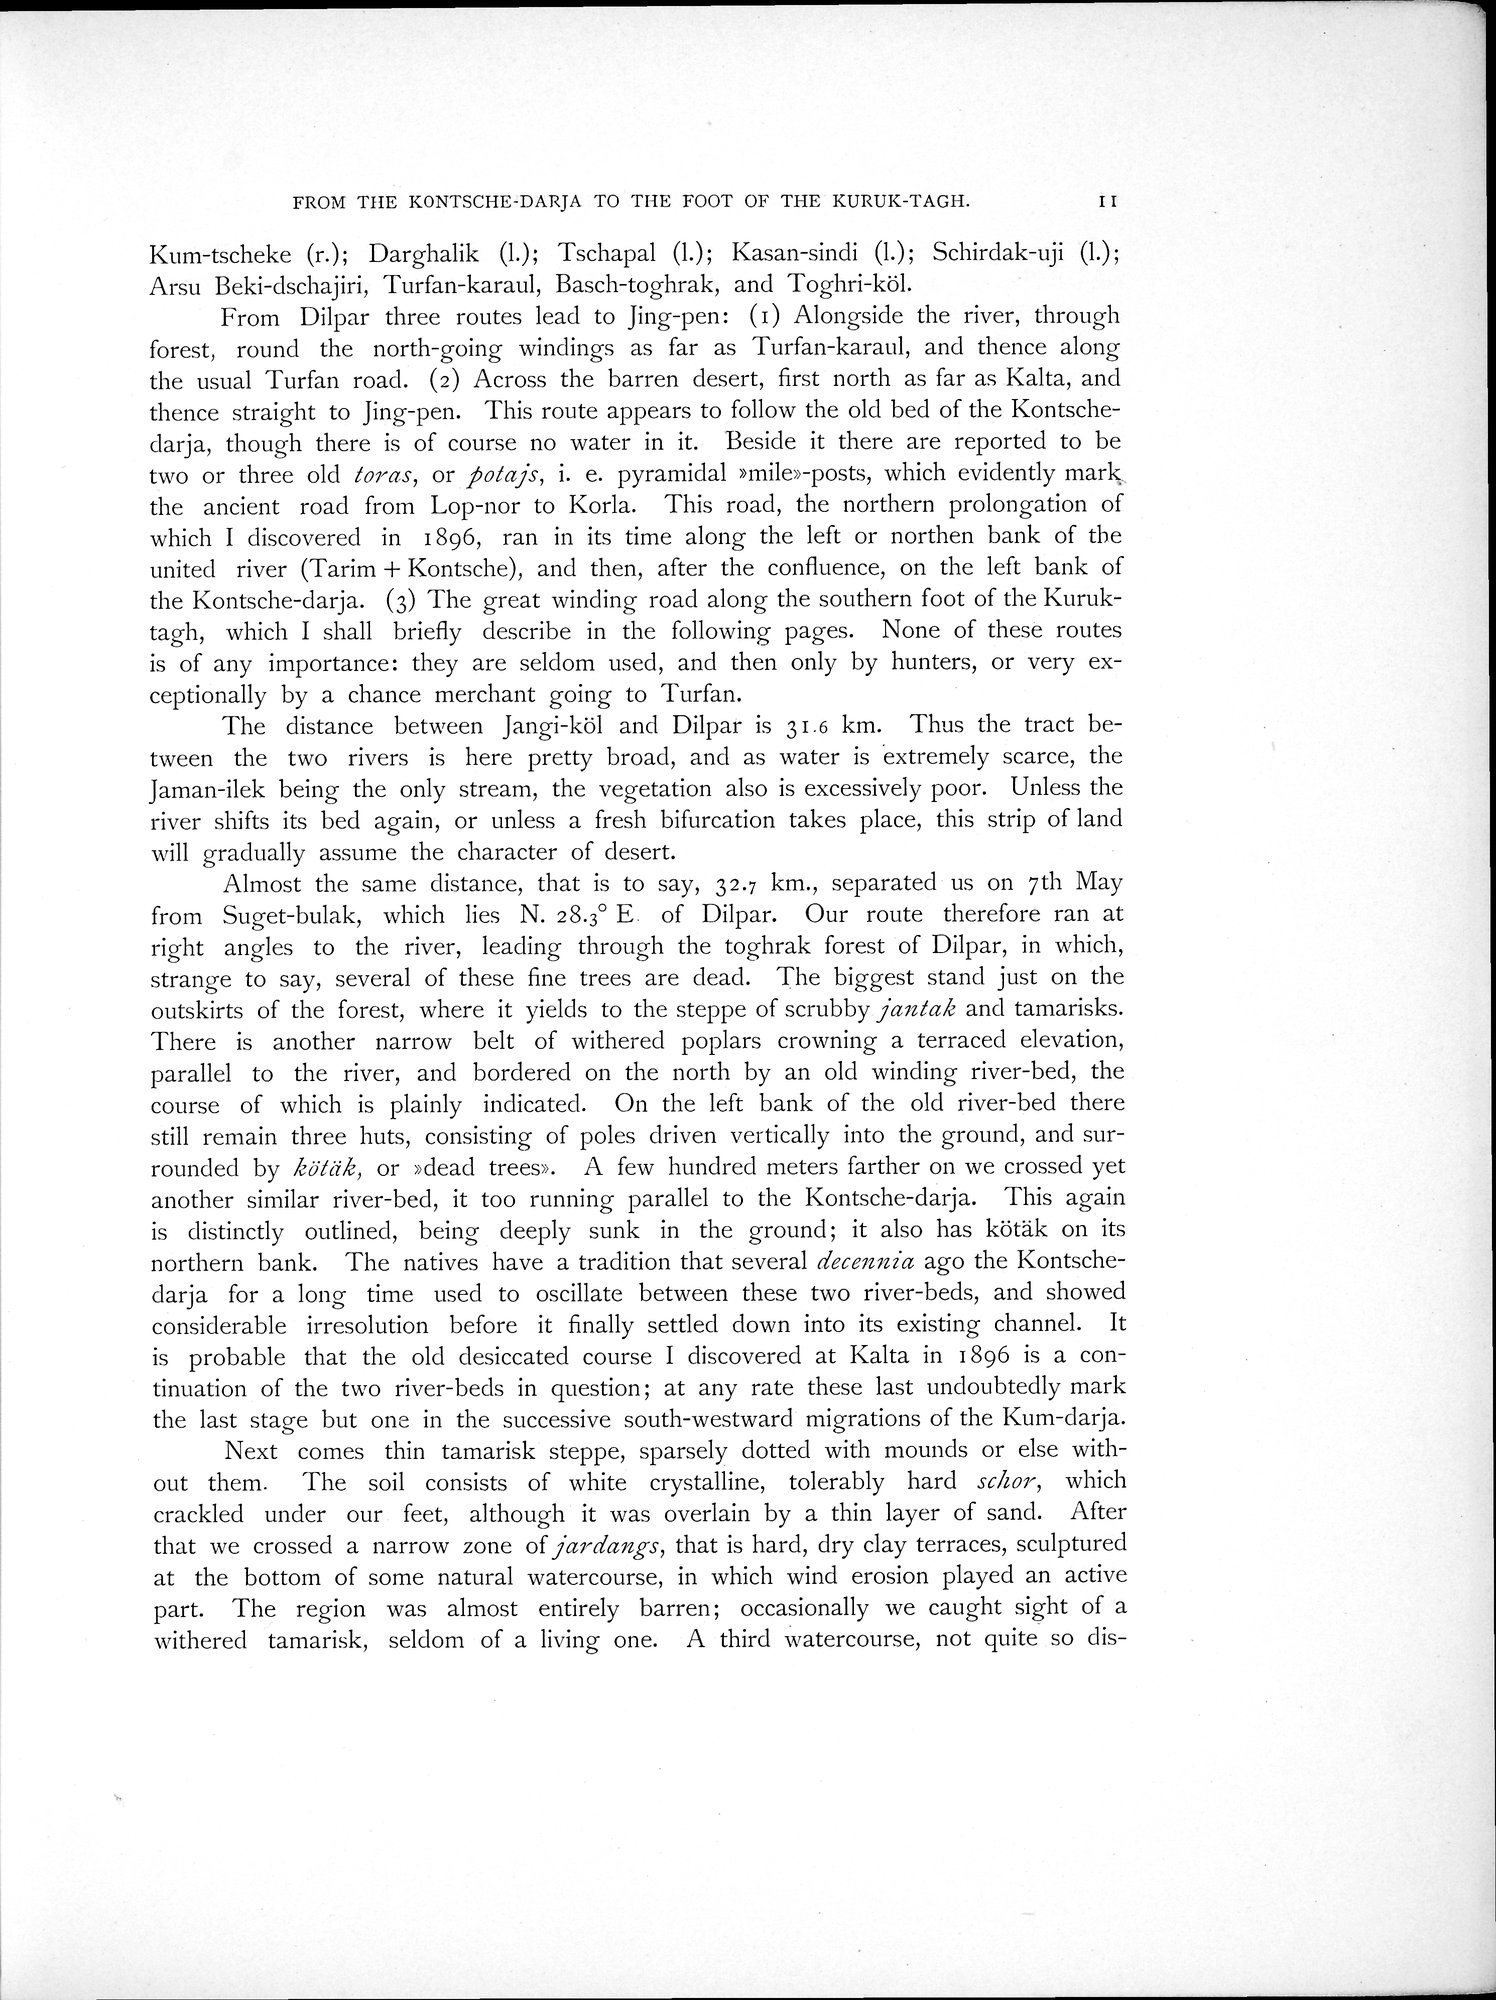 FROM THE KONTSCHE-DARJA TO THE FOOT OF THE KURUK-TAGH. 11
Kum-tscheke (r.); Darghalik (l.); Tschapal (l.); Kasan-sindi (l.); Schirdak-uji (l.);
Arsu Beki-dschajiri, Turfan-karaul, Basch-toghrak, and Toghri-köl.
From Dilpar three routes lead to Jing-pen: (1) Alongside the river, through
forest, round the north-going windings as far as Turfan-karaul, and thence along
the usual Turfan road. (2) Across the barren desert, first north as far as Kalta, and
thence straight to Jing-pen. This route appears to follow the old bed of the Kontsche-
darja, though there is of course no water in it. Beside it there are reported to be
two or three old toras, or potajs, i. e. pyramidal »mile»-posts, which evidently mark
the ancient road from Lop-nor to Korla. This road, the northern prolongation of
which I discovered in 1896, ran in its time along the left or northen bank of the
united river (Tarim + Kontsche), and then, after the confluence, on the left bank of
the Kontsche-darja. (3) The great winding road along the southern foot of the Kuruk-
tagh, which I shall briefly describe in the following pages. None of these routes
is of any importance: they are seldom used, and then only by hunters, or very ex-
ceptionally by a chance merchant going to Turfan.
The distance between Jangi-köl and Dilpar is 31.6 km. Thus the tract be-
tween the two rivers is here pretty broad, and as water is extremely scarce, the
Jaman-ilek being the only stream, the vegetation also is excessively poor. Unless the
river shifts its bed again, or unless a fresh bifurcation takes place, this strip of land
will gradually assume the character of desert.
Almost the same distance, that is to say, 32.7 km., separated us on 7th May
from Suget-bulak, which lies N. 28.3° E. of Dilpar. Our route therefore ran at
right angles to the river, leading through the toghrak forest of Dilpar, in which,
strange to say, several of these fine trees are dead. The biggest stand just on the
outskirts of the forest, where it yields to the steppe of scrubby jantak and tamarisks.
There is another narrow belt of withered poplars crowning a terraced elevation,
parallel to the river, and bordered on the north by an old winding river-bed, the
course of which is plainly indicated. On the left bank of the old river-bed there
still remain three huts, consisting of poles driven vertically into the ground, and sur-
rounded by kötäk, or »dead trees». A few hundred meters farther on we crossed yet
another similar river-bed, it too running parallel to the Kontsche-darja. This again
is distinctly outlined, being deeply sunk in the ground; it also has kötäk on its
northern bank. The natives have a tradition that several decennia ago the Kontsche-
darja for a long time used to oscillate between these two river-beds, and showed
considerable irresolution before it finally settled down into its existing channel. It
is probable that the old desiccated course I discovered at Kalta in 1896 is a con-
tinuation of the two river-beds in question; at any rate these last undoubtedly mark
the last stage but one in the successive south-westward migrations of the Kum-darja.
Next comes thin tamarisk steppe, sparsely dotted with mounds or else with-
out them. The soil consists of white crystalline, tolerably hard schor, which
crackled under our feet, although it was overlain by a thin layer of sand. After
that we crossed a narrow zone of jardangs, that is hard, dry clay terraces, sculptured
at the bottom of some natural watercourse, in which wind erosion played an active
part. The region was almost entirely barren; occasionally we caught sight of a
withered tamarisk, seldom of a living one. A third watercourse, not quite so dis-